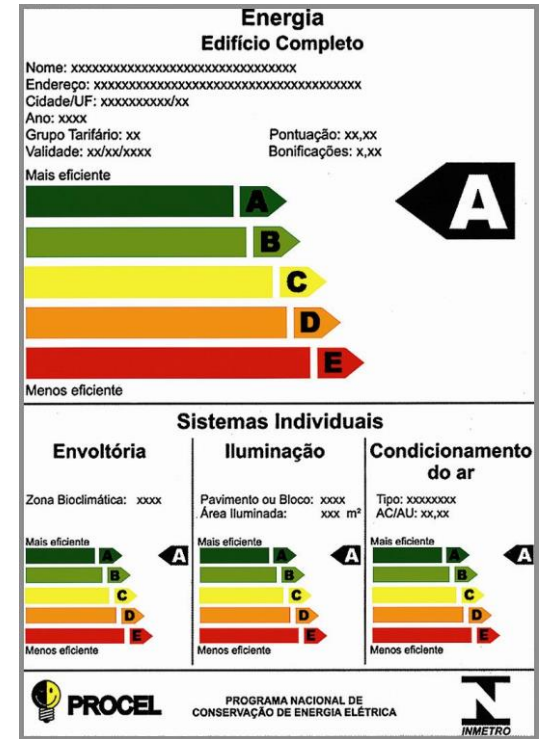 Energia
Edifício Completo
Nome: xxxxxxxxxxxxxxxxxxxxxxxxxxxxxxxx
Endereço: xxxxxxxxxxxxxxxxxxxxxxxxxxxxxxxxxxxxx
Cidade/UF: xxxxxxxxxx/xx
Ano: xxxx
Grupo Tarifário: xx Pontuação: xx,xx
Validade: xx/xx/xxxx Bonificações: x,xx
Mais eficiente
A A
B
C
D
E
Menos eficiente
Sistemas Individuais
Envoltória
Zona Bioclimática: xxxx
Mais eficiente
A A
B
C
D
E
Menos eficiente
Iluminação
Pavimento ou Bloco: xxxx
Área Iluminada: xxx m²
Mais eficiente
A A
B
C
D
E
Menos eficiente
Condicionamento
do ar
Tipo: xxxxxxxx
AC/AU: xx,xx
Mais eficiente
A A
B
C
D
E
Menos eficiente
PROCEL
PROGRAMA NACIONAL DE
CONSERVAÇÃO DE ENERGIA ELÉTRICA
INMETRO